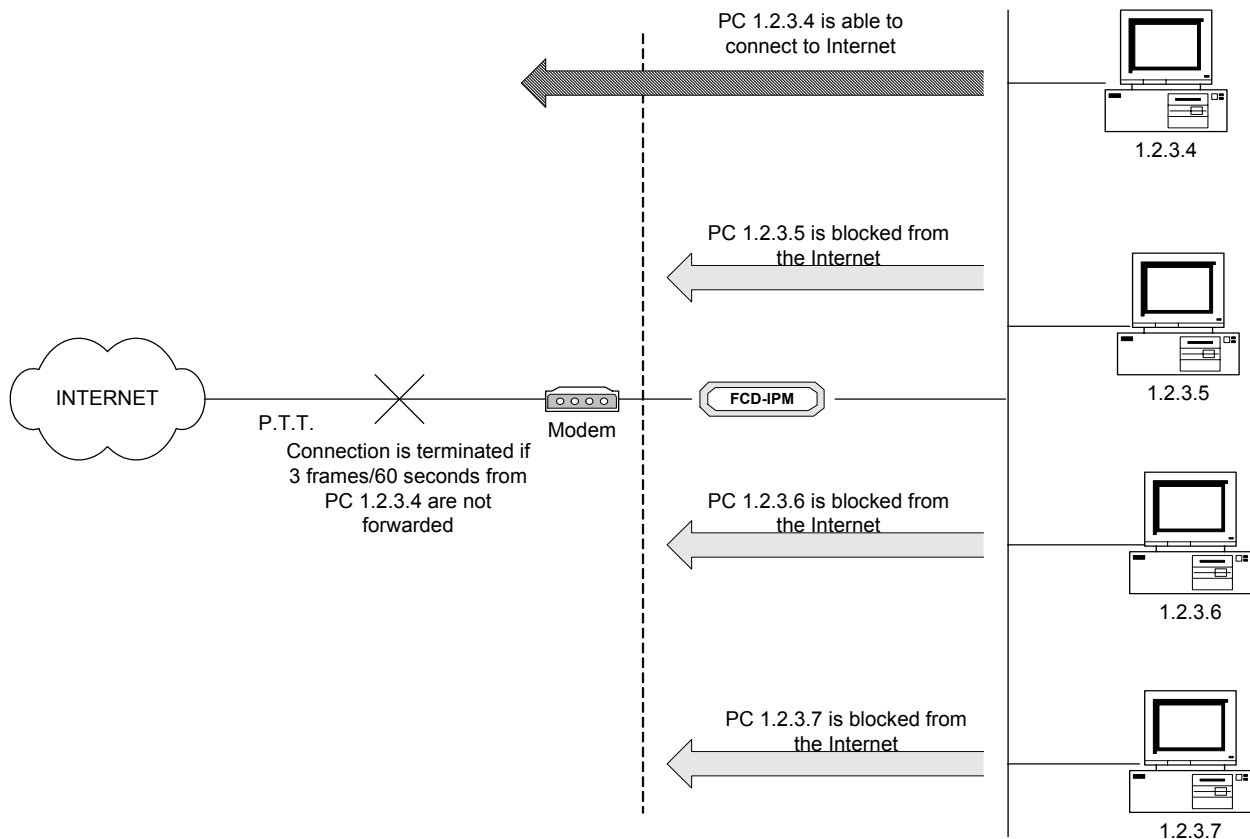 PC 1.2.3.4 is able to
connect to Internet
1.2.3.4
PC 1.2.3.5 is blocked from
the Internet
1.2.3.5
INTERNET
P.T.T.
Connection is terminated if
3 frames/60 seconds from
PC 1.2.3.4 are not
forwarded
Modem
FCD-IPM
PC 1.2.3.6 is blocked from
the Internet
1.2.3.6
PC 1.2.3.7 is blocked from
the Internet
1.2.3.7